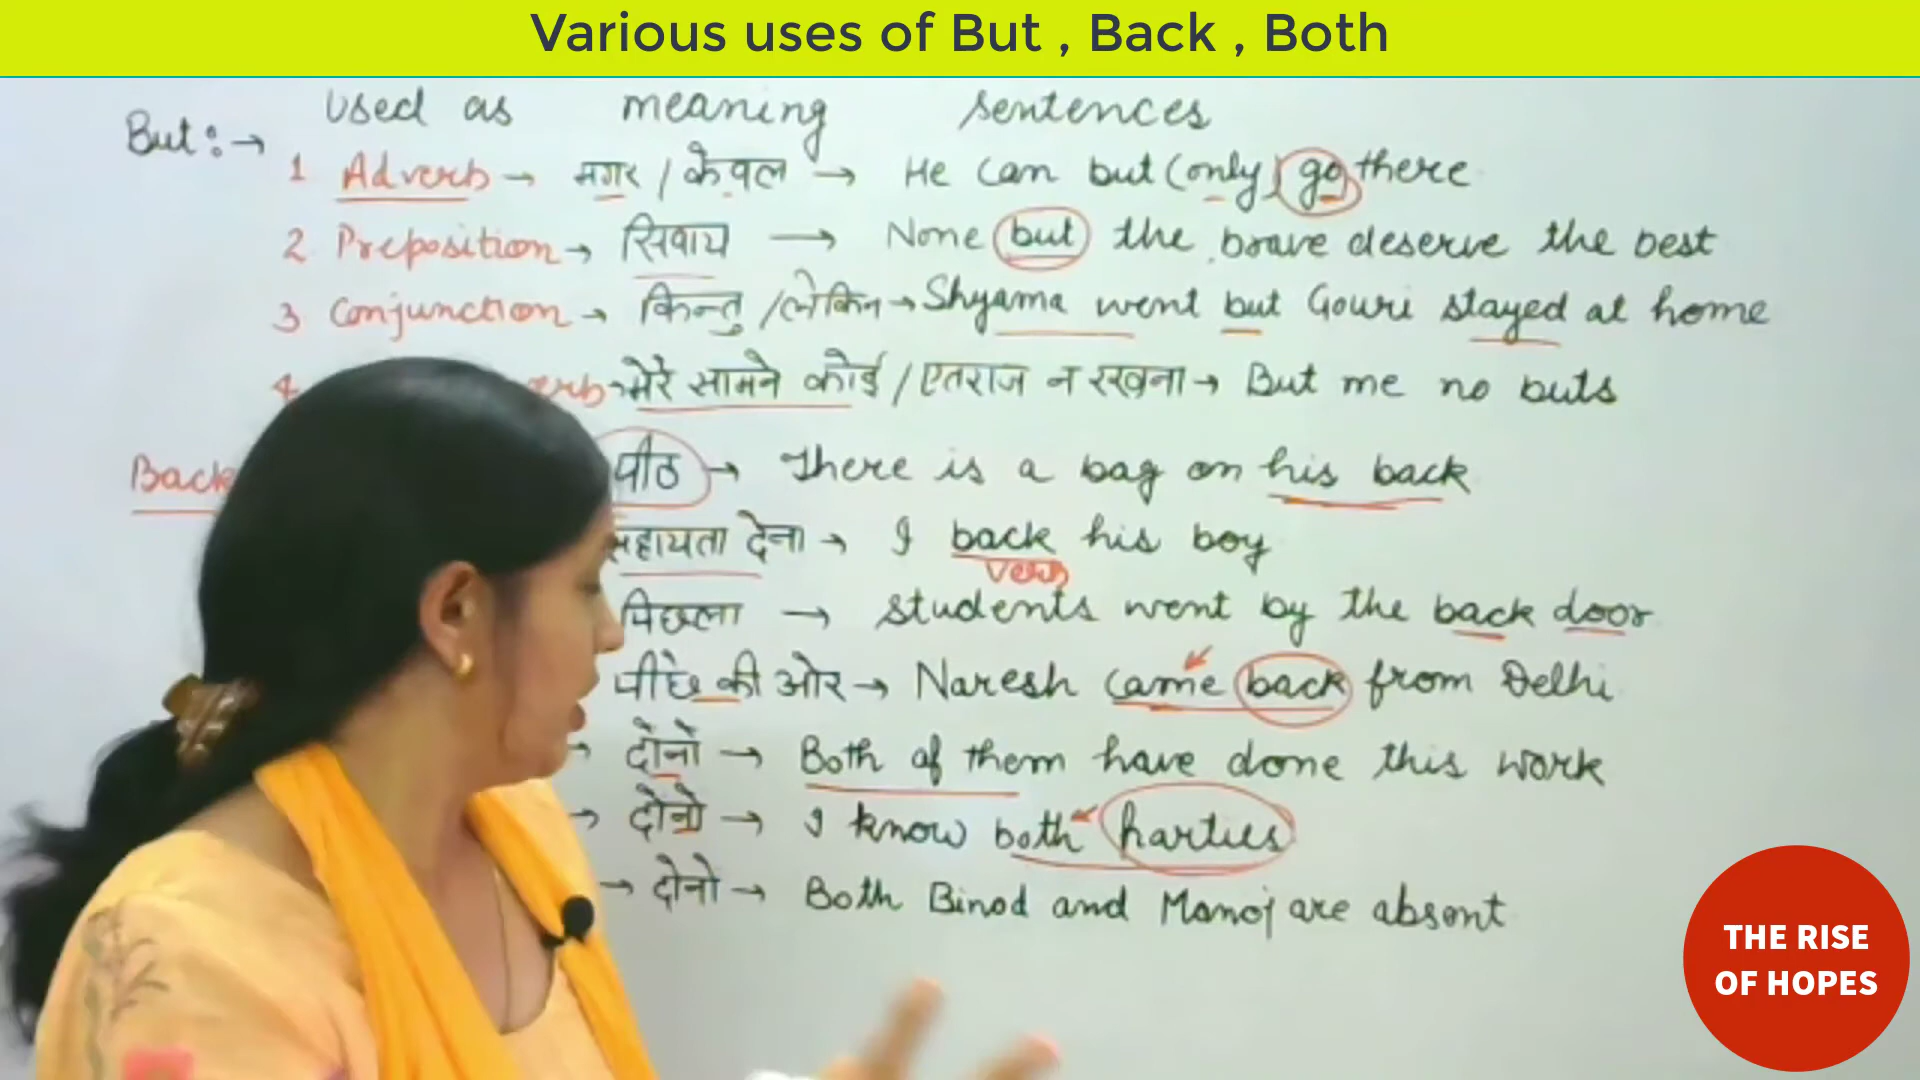 Various uses of But , Back , Both
used as meaning sentences
But :→
1 Adverb → मगर / केवल → He can but (only) go there
2 Preposition → सिवाय → None but the brave deserve the best
3 Conjunction → किन्तु / लेकिन → Shyama went but Gouri stayed at home
4 erb → मेरे सामने कोई / एतराज न रखना → But me no buts
Back पीठ → There is a bag on his back
सहायता देना → I back his boy
verb
पिछला → Students went by the back door
पीछे की ओर → Naresh came back from Delhi
→ दोनों → Both of them have done this work
→ दोनो → I know both harties
→ दोनो → Both Binod and Manoj are absent
THE RISE
OF HOPES